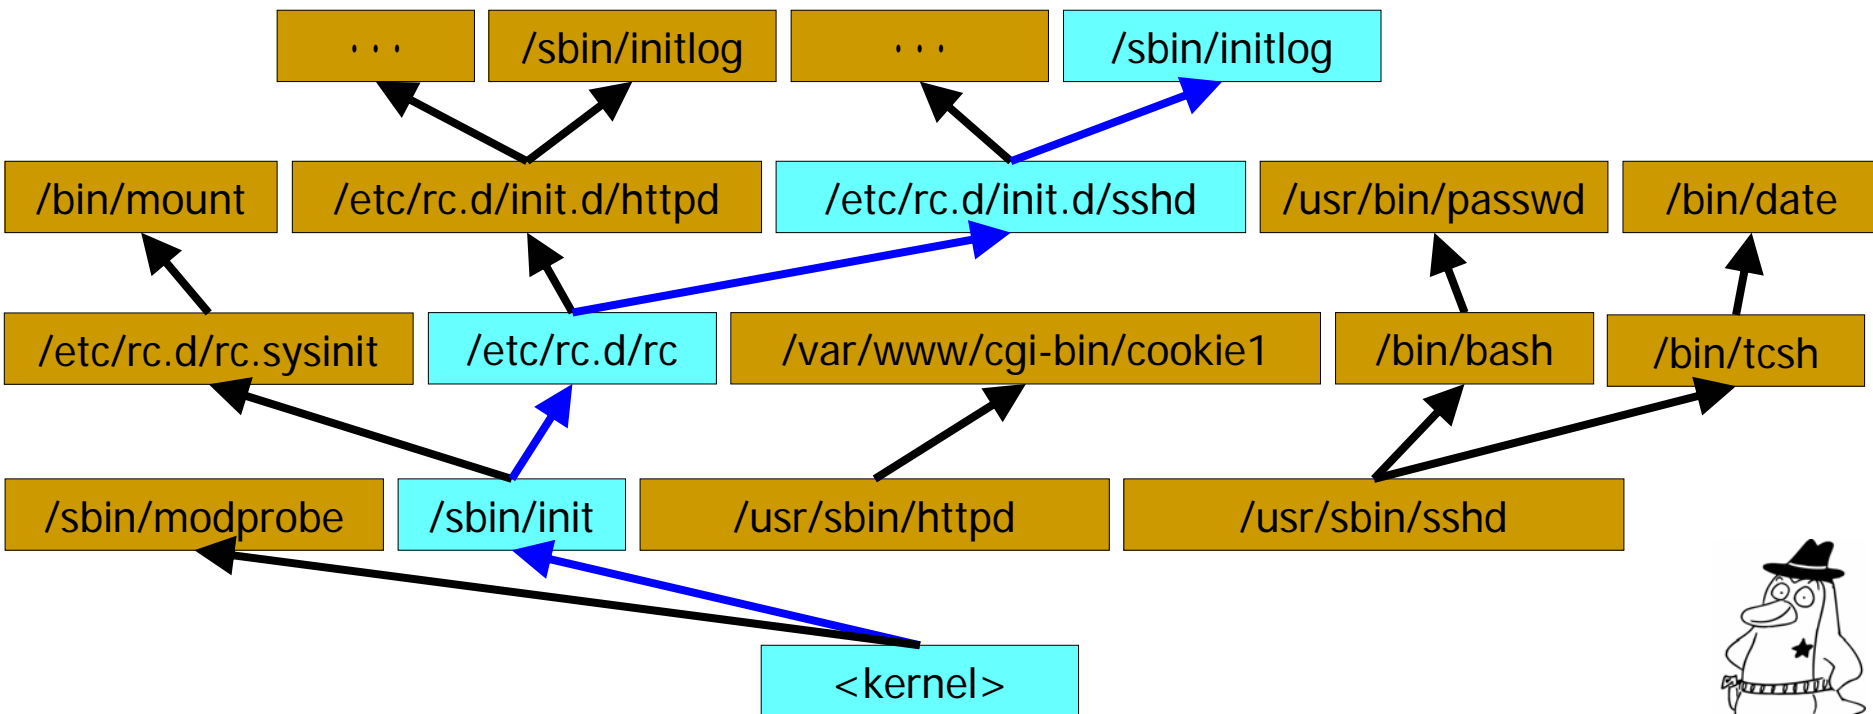 ...
/sbin/initlog
...
/sbin/initlog
/bin/mount
/etc/rc.d/init.d/httpd
/etc/rc.d/init.d/sshd
/usr/bin/passwd
/bin/date
/etc/rc.d/rc.sysinit
/etc/rc.d/rc
/var/www/cgi-bin/cookie1
/bin/bash
/bin/tcsh
/sbin/modprobe
/sbin/init
/usr/sbin/httpd
/usr/sbin/sshd
<kernel>